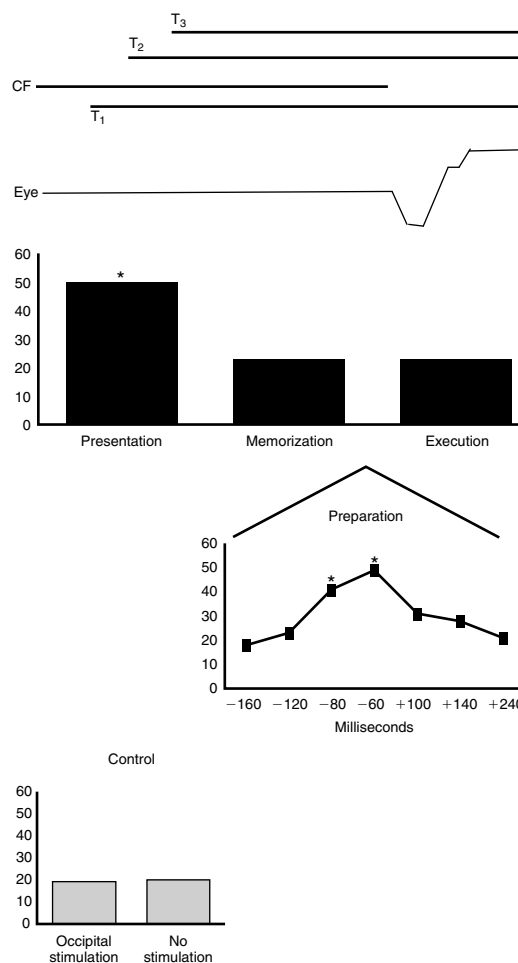 T3
T2
CF
T1
Eye
60
50
40
30
20
10
0
*
Presentation Memorization Execution
Preparation
60
50
40
30
20
10
0
* *
−160 −120 −80 −60 +100 +140 +240
Milliseconds
Control
60
50
40
30
20
10
0
Occipital stimulation
No stimulation